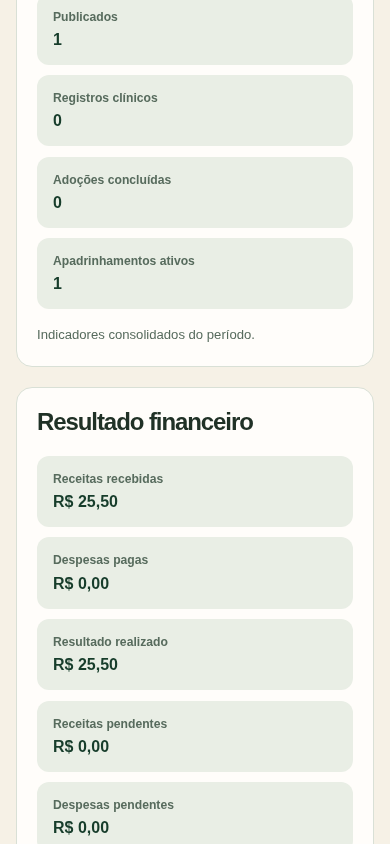 Publicados
1
Registros clínicos
0
Adoções concluídas
0
Apadrinhamentos ativos
1
Indicadores consolidados do período.
Resultado financeiro
Receitas recebidas
R$ 25,50
Despesas pagas
R$ 0,00
Resultado realizado
R$ 25,50
Receitas pendentes
R$ 0,00
Despesas pendentes
R$ 0,00